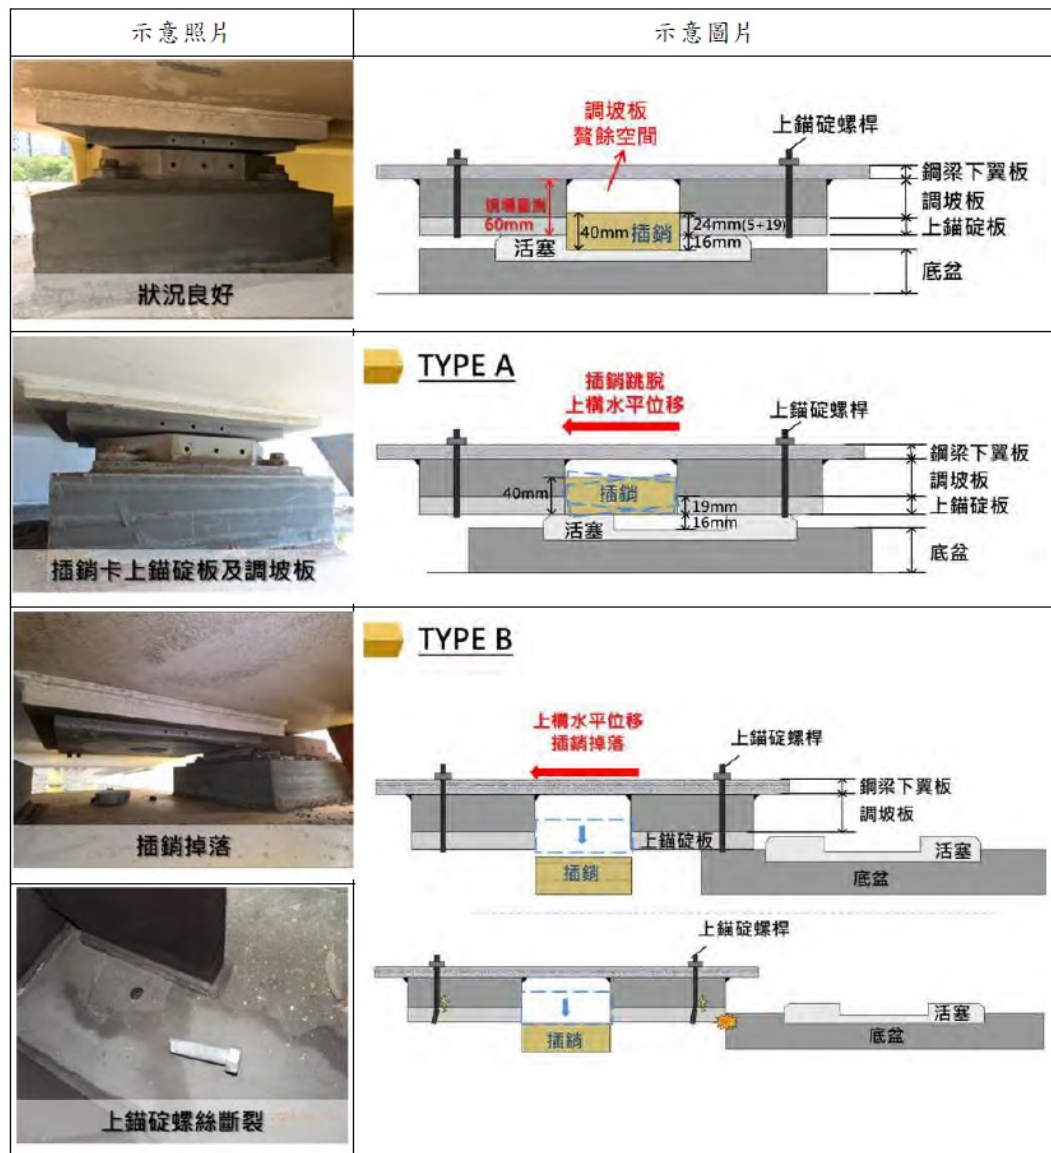 示意照片
示意圖片
狀況良好
調坡板
贅餘空間
上錨碇螺桿
鋼梁下翼板
調坡板
上錨碇板
底盆
60mm
40mm
插銷
24mm(5+19)
16mm
活塞
插銷卡上錨碇板及調坡板
TYPE A
插銷跳脫
上構水平位移
上錨碇螺桿
鋼梁下翼板
調坡板
上錨碇板
底盆
40mm
插銷
19mm
16mm
活塞
插銷掉落
TYPE B
上構水平位移
插銷掉落
上錨碇螺桿
鋼梁下翼板
調坡板
上錨碇板
插銷
活塞
底盆
上錨碇螺絲斷裂
上錨碇螺桿
插銷
活塞
底盆